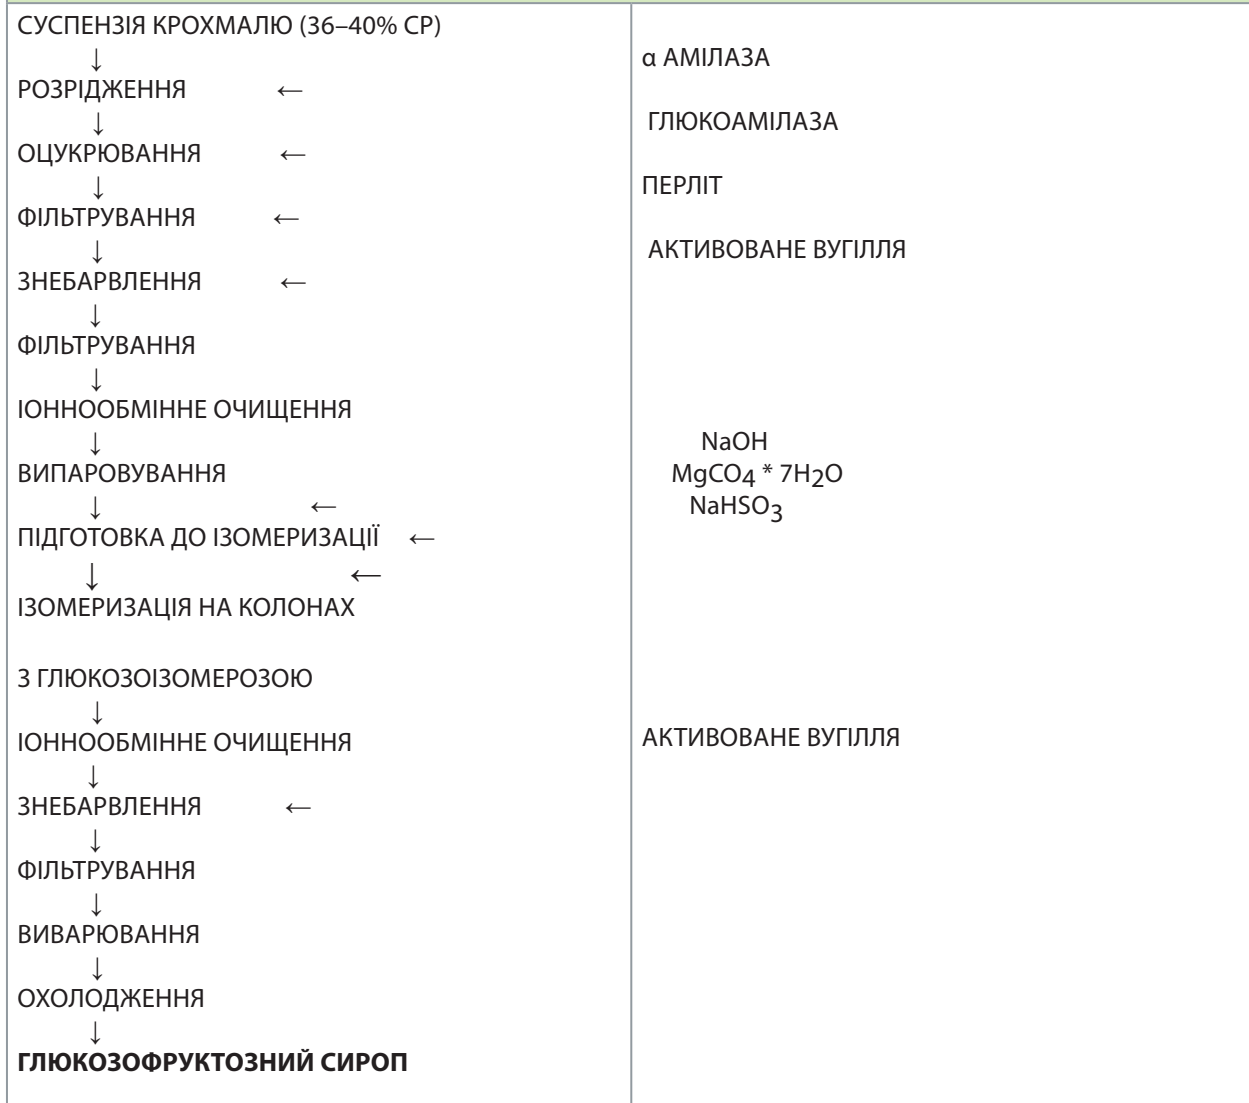 СУСПЕНЗІЯ КРОХМАЛЮ (36–40% СР)
↓
α АМІЛАЗА
РОЗРІДЖЕННЯ ←
↓
ГЛЮКОАМІЛАЗА
ОЦУКРЮВАННЯ ←
↓
ПЕРЛІТ
ФІЛЬТРУВАННЯ ←
↓
АКТИВОВАНЕ ВУГІЛЛЯ
ЗНЕБАРВЛЕННЯ ←
↓
ФІЛЬТРУВАННЯ
↓
ІОННООБМІННЕ ОЧИЩЕННЯ
↓
NaOH
ВИПАРОВУВАННЯ
MgCO4 * 7H2O
↓ ←
NaHSO3
ПІДГОТОВКА ДО ІЗОМЕРИЗАЦІЇ ←
↓ ←
ІЗОМЕРИЗАЦІЯ НА КОЛОНАХ
З ГЛЮКОЗОІЗОМЕРОЗОЮ
↓
ІОННООБМІННЕ ОЧИЩЕННЯ
АКТИВОВАНЕ ВУГІЛЛЯ
↓
ЗНЕБАРВЛЕННЯ ←
↓
ФІЛЬТРУВАННЯ
↓
ВИВАРЮВАННЯ
↓
ОХОЛОДЖЕННЯ
↓
ГЛЮКОЗОФРУКТОЗНИЙ СИРОП